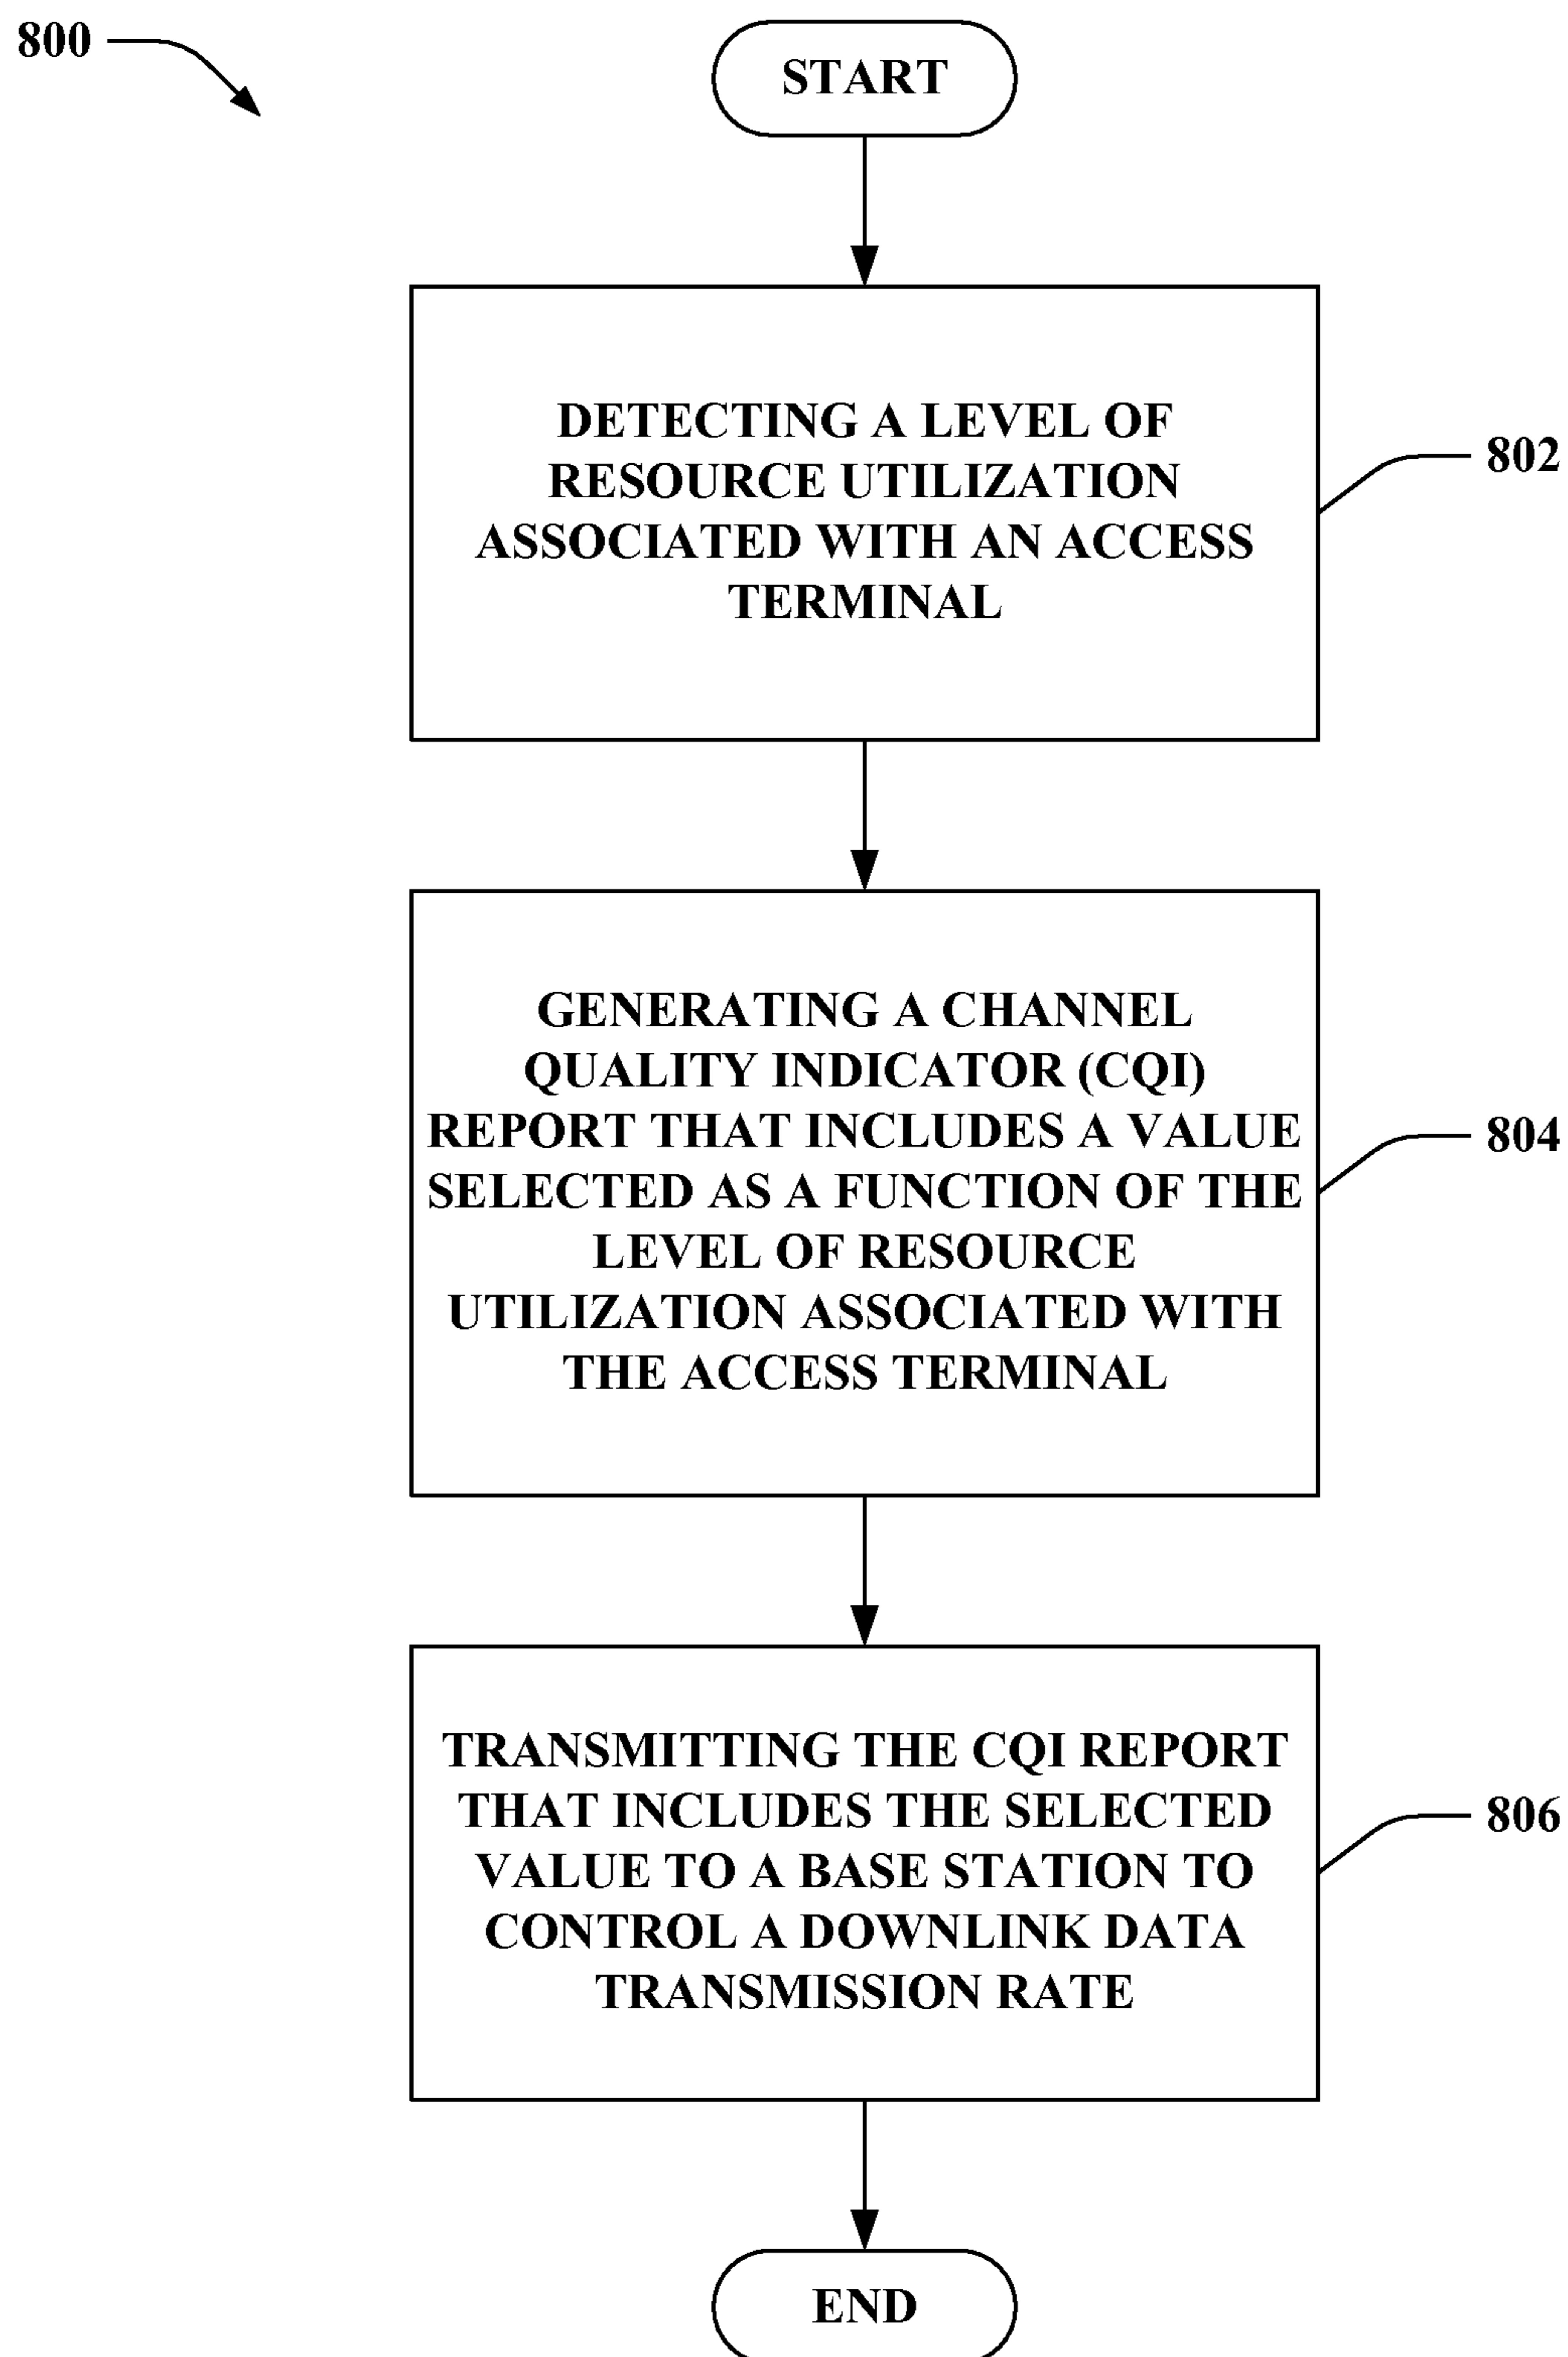 800
START
DETECTING A LEVEL OF
RESOURCE UTILIZATION
ASSOCIATED WITH AN ACCESS
TERMINAL
802
GENERATING A CHANNEL
QUALITY INDICATOR (CQI)
REPORT THAT INCLUDES A VALUE
SELECTED AS A FUNCTION OF THE
LEVEL OF RESOURCE
UTILIZATION ASSOCIATED WITH
THE ACCESS TERMINAL
804
TRANSMITTING THE CQI REPORT
THAT INCLUDES THE SELECTED
VALUE TO A BASE STATION TO
CONTROL A DOWNLINK DATA
TRANSMISSION RATE
806
END